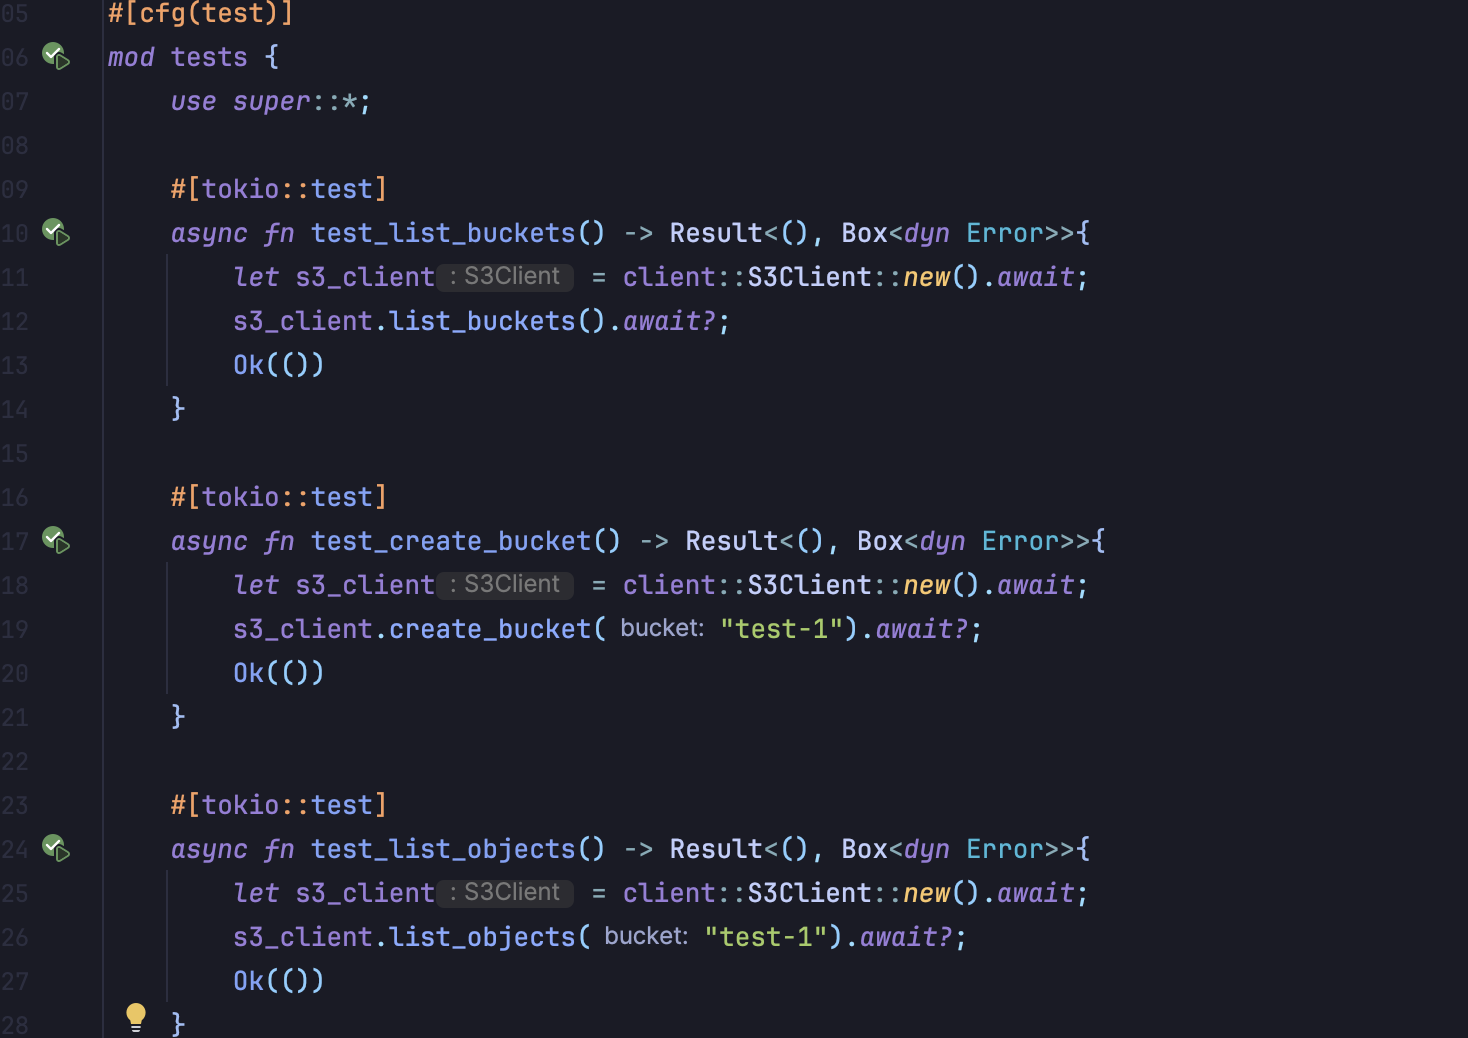 05 #[cfg(test)]
06 mod tests {
07     use super::*;
08
09     #[tokio::test]
10     async fn test_list_buckets() -> Result<(), Box<dyn Error>>{
11         let s3_client : S3Client = client::S3Client::new().await;
12         s3_client.list_buckets().await?;
13         Ok(())
14     }
15
16     #[tokio::test]
17     async fn test_create_bucket() -> Result<(), Box<dyn Error>>{
18         let s3_client : S3Client = client::S3Client::new().await;
19         s3_client.create_bucket( bucket: "test-1").await?;
20         Ok(())
21     }
22
23     #[tokio::test]
24     async fn test_list_objects() -> Result<(), Box<dyn Error>>{
25         let s3_client : S3Client = client::S3Client::new().await;
26         s3_client.list_objects( bucket: "test-1").await?;
27         Ok(())
28     }